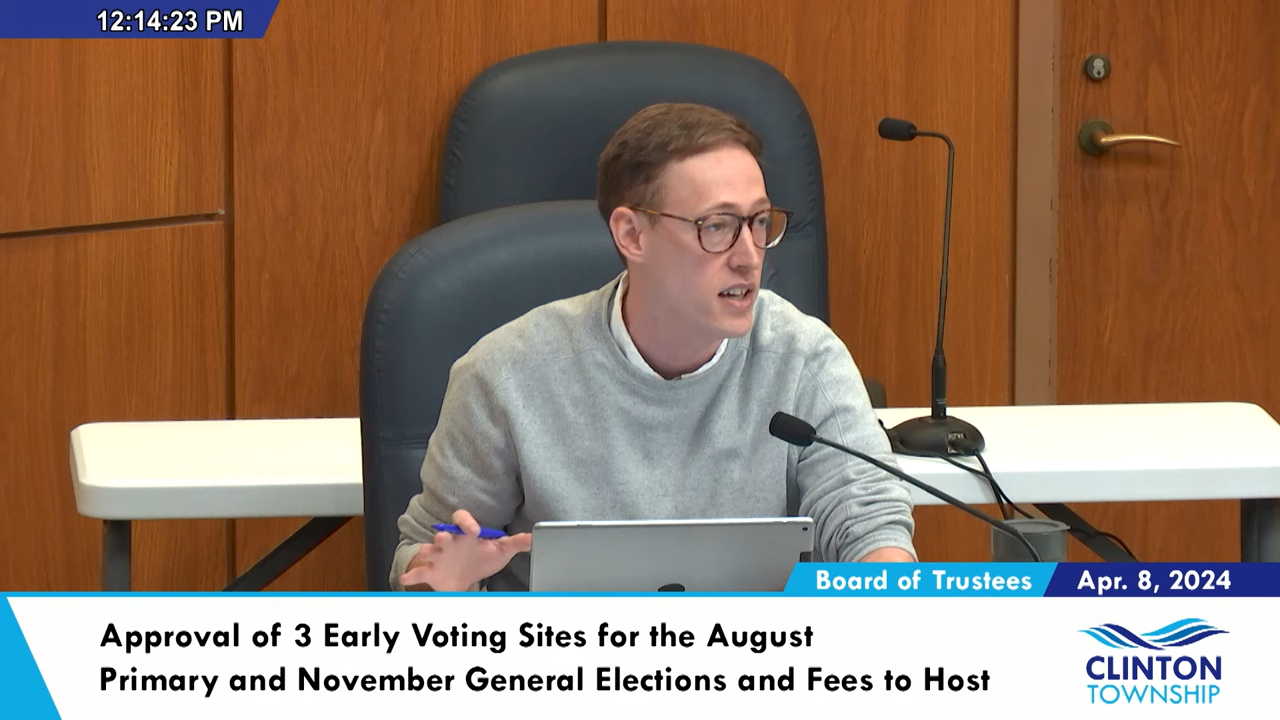 12:14:23 PM
Board of Trustees
Apr. 8, 2024
Approval of 3 Early Voting Sites for the August
Primary and November General Elections and Fees to Host
CLINTON
TOWNSHIP